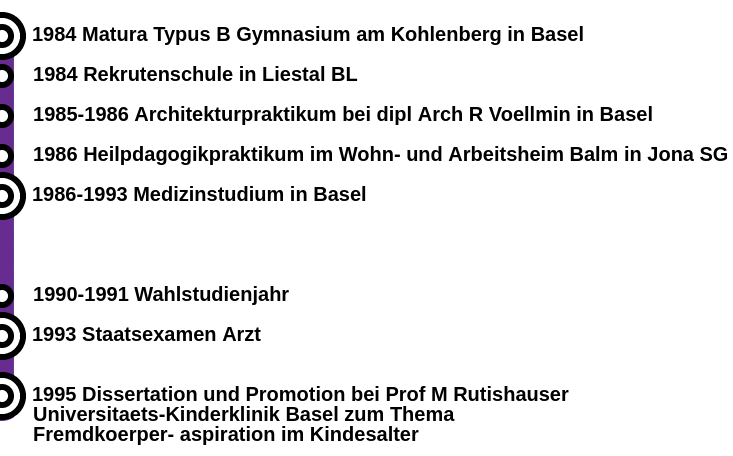 1984 Matura Typus B Gymnasium am Kohlenberg in Basel
1984 Rekrutenschule in Liestal BL
1985-1986 Architekturpraktikum bei dipl Arch R Voellmin in Basel
1986 Heilpdagogikpraktikum im Wohn- und Arbeitsheim Balm in Jona SG
1986-1993 Medizinstudium in Basel
1990-1991 Wahlstudienjahr
1993 Staatsexamen Arzt
1995 Dissertation und Promotion bei Prof M Rutishauser
Universitaets-Kinderklinik Basel zum Thema
Fremdkoerper- aspiration im Kindesalter